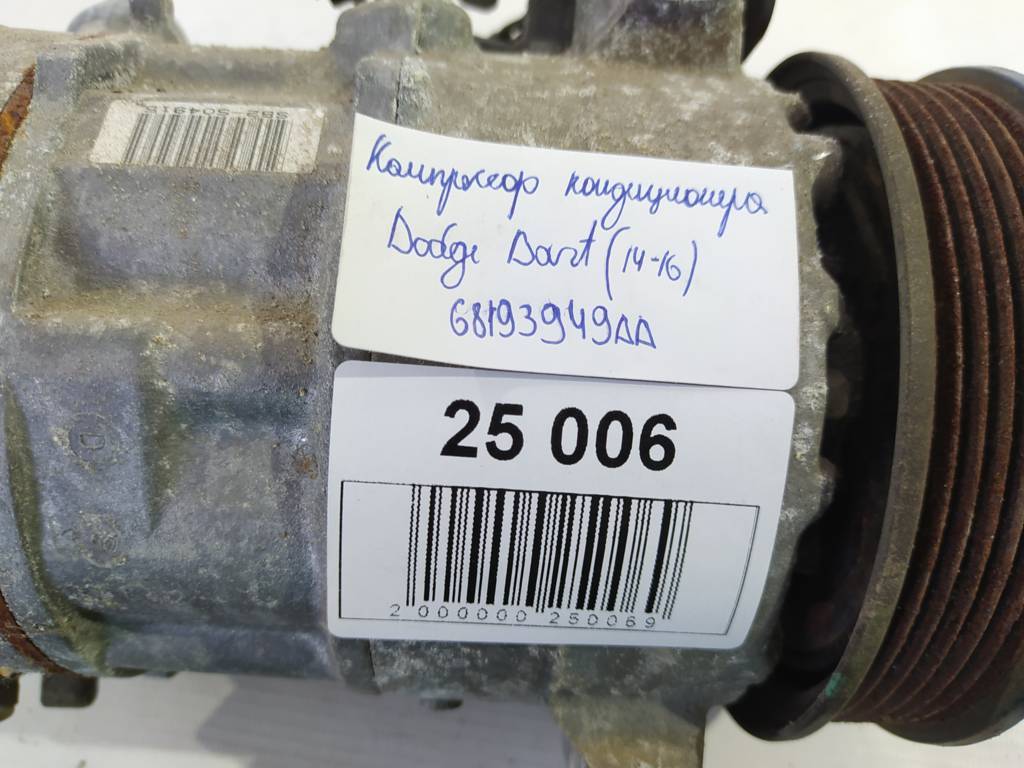 Компрессор кондиционера
Dodge Dart (14-16)
68193949AA
25 006
2 000000 250069